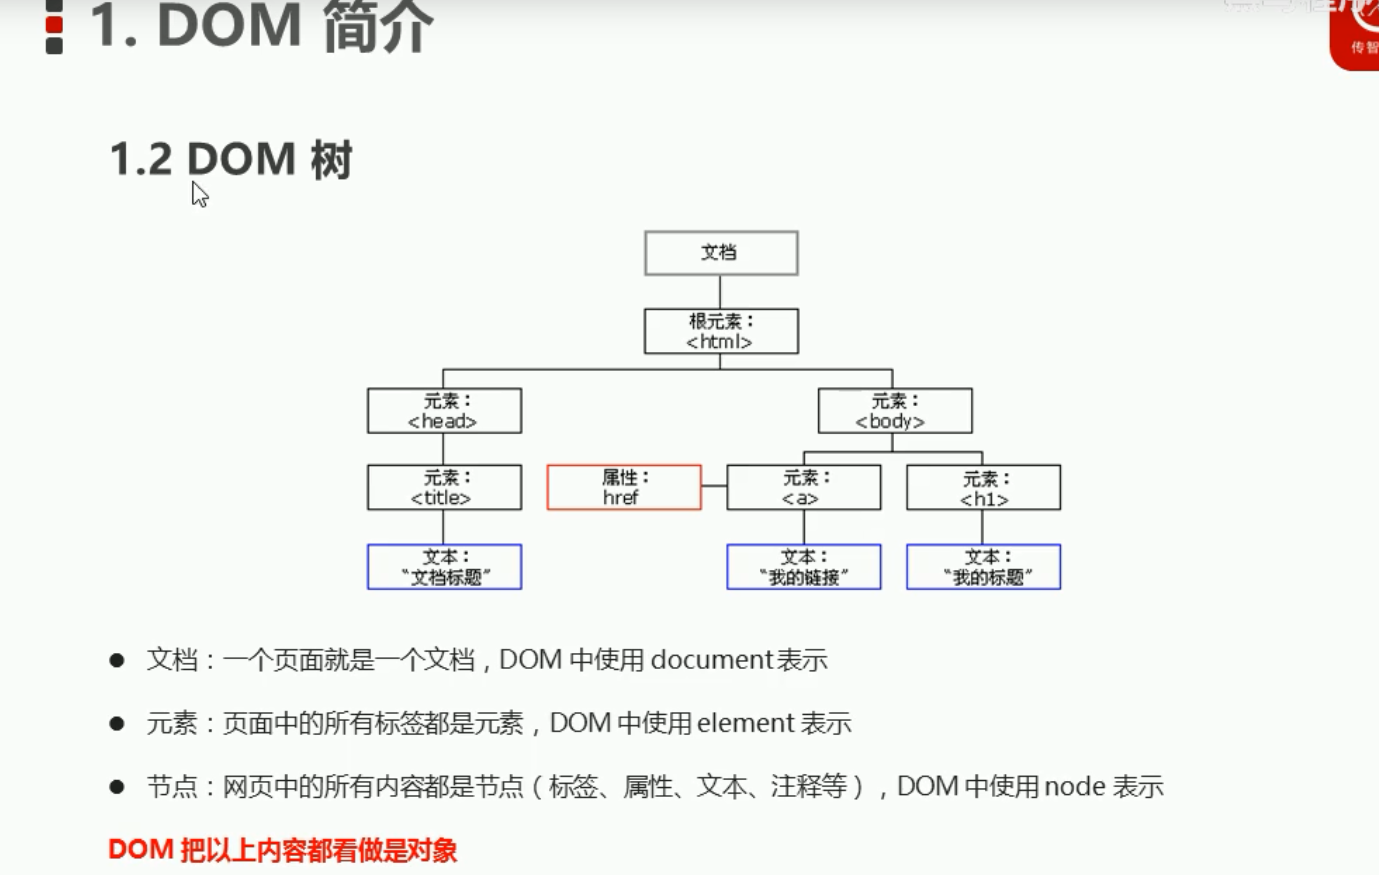 1. DOM 简介
传智
1.2 DOM 树
文档
根元素：
<html>
元素：
<head>
元素：
<body>
元素：
<title>
属性：
href
元素：
<a>
元素：
<h1>
文本：
“文档标题”
文本：
“我的链接”
文本：
“我的标题”
● 文档：一个页面就是一个文档，DOM 中使用 document 表示
● 元素：页面中的所有标签都是元素，DOM 中使用 element 表示
● 节点：网页中的所有内容都是节点（标签、属性、文本、注释等），DOM 中使用 node 表示
DOM 把以上内容都看做是对象